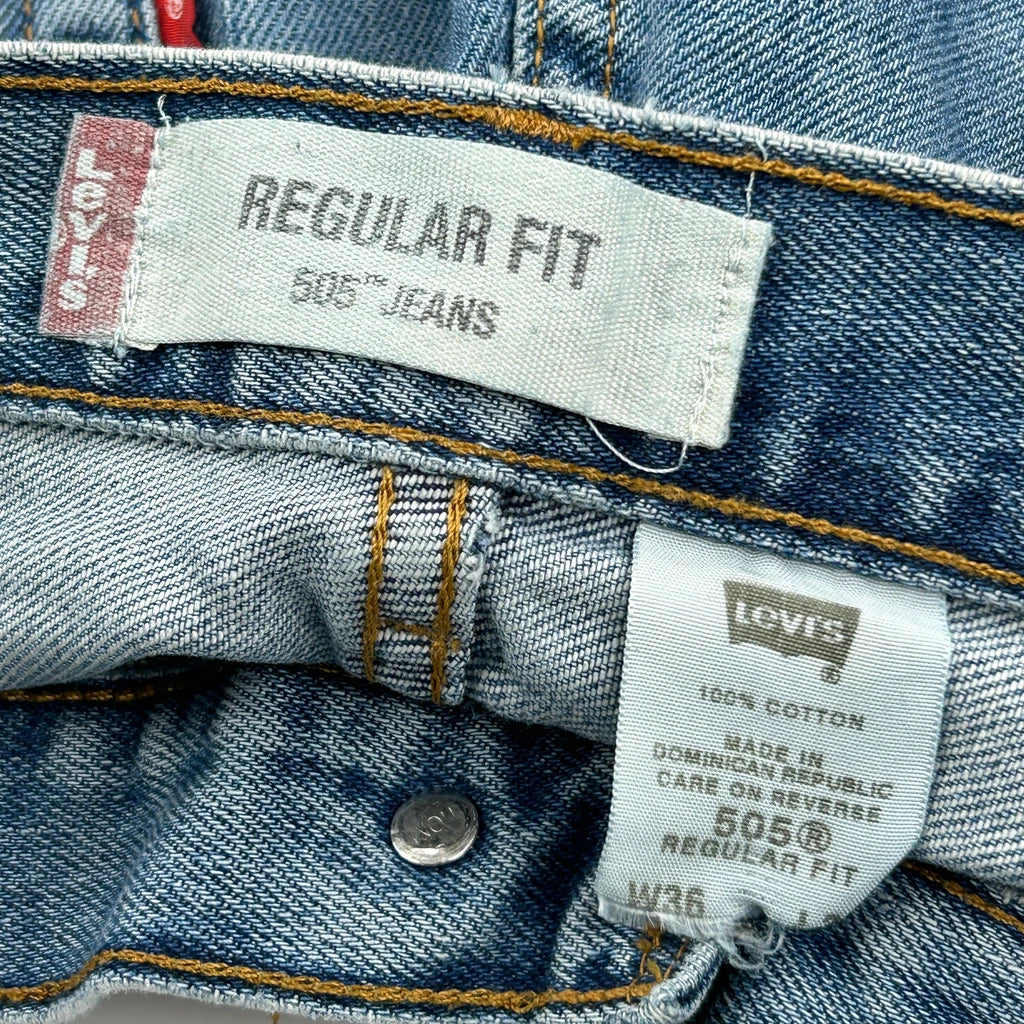 Levi's
REGULAR FIT
505™ JEANS
LEVI'S
®
100% COTTON
MADE IN
DOMINICAN REPUBLIC
CARE ON REVERSE
505®
REGULAR FIT
W36